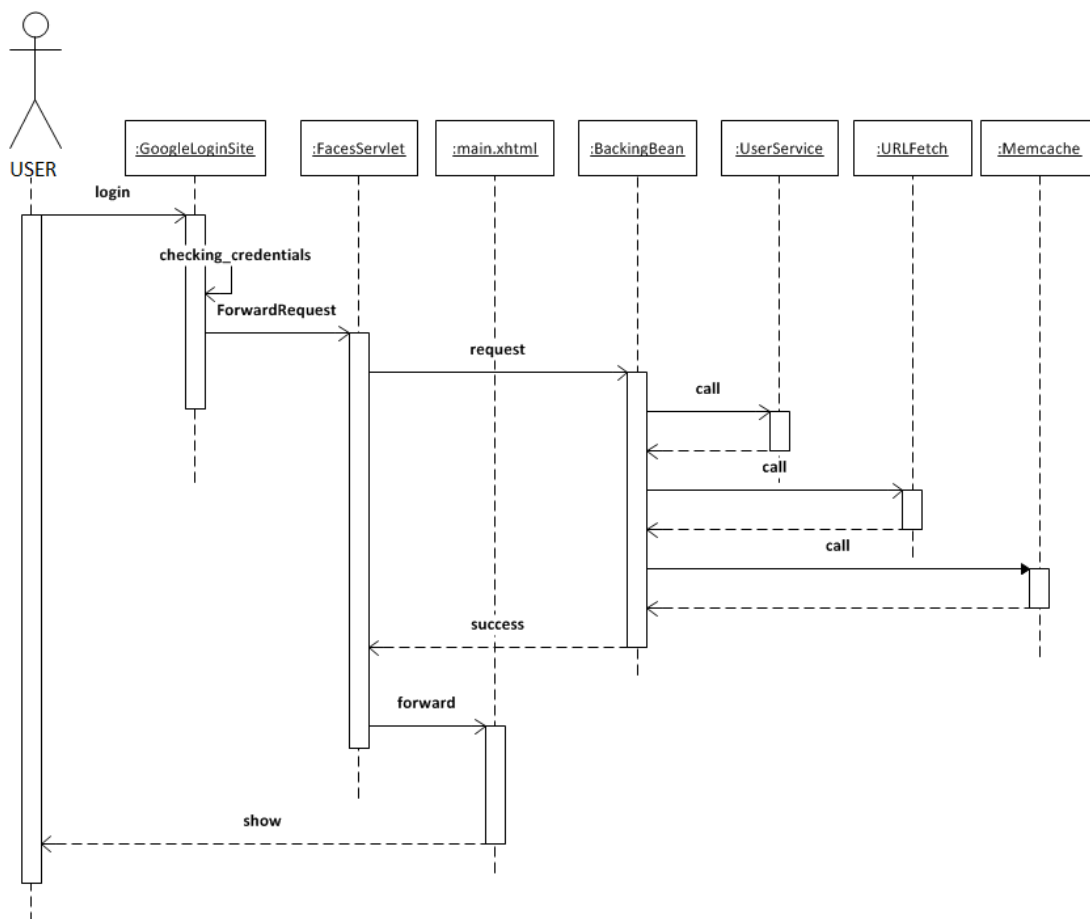 :GoogleLoginSite
:FacesServlet
:main.xhtml
:BackingBean
:UserService
:URLFetch
:Memcache
USER
login
checking_credentials
ForwardRequest
request
call
call
call
success
forward
show